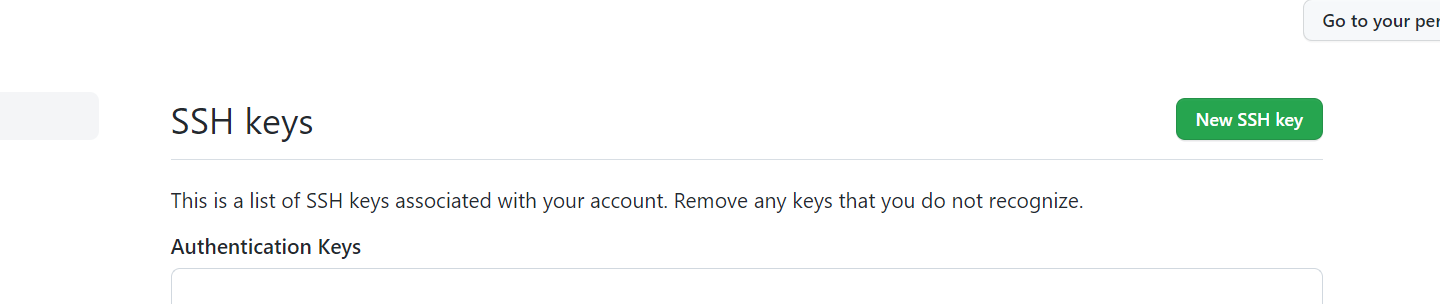 Go to your per
SSH keys
New SSH key
This is a list of SSH keys associated with your account. Remove any keys that you do not recognize.
Authentication Keys